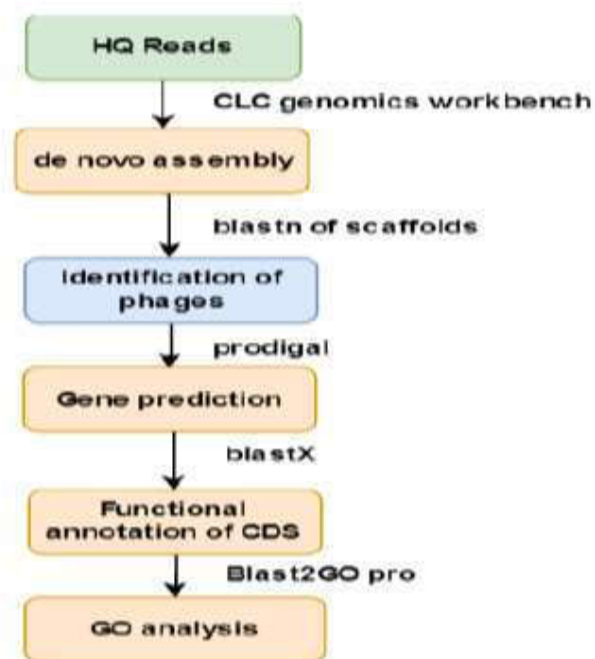 HQ Reads
CLC genomics workbench
de novo assembly
blastn of scaffolds
Identification of
phages
prodigal
Gene prediction
blastX
Functional
annotation of CDS
Blast2GO pro
GO analysis